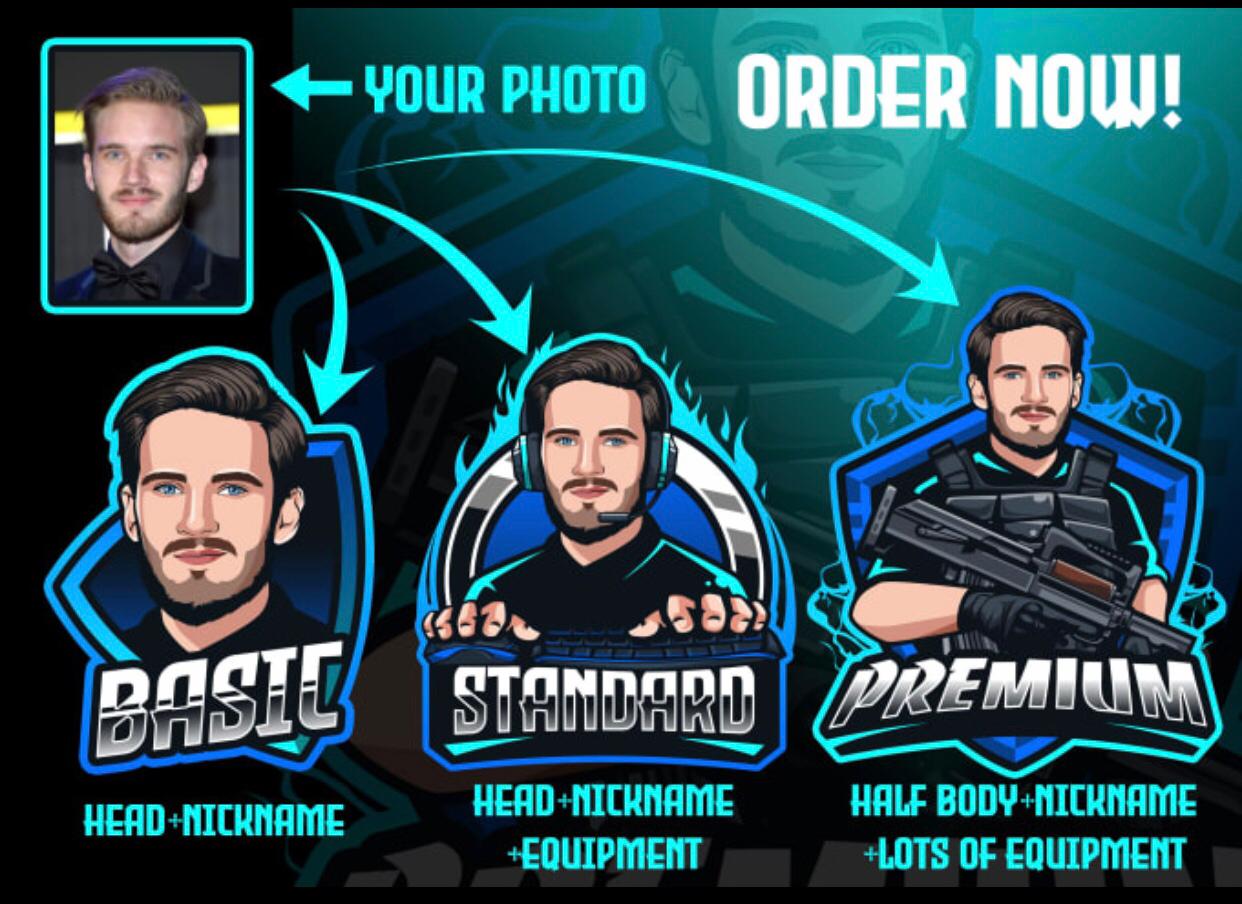 YOUR PHOTO
ORDER NOW!
BASIC
HEAD+NICKNAME
STANDARD
HEAD+NICKNAME
+EQUIPMENT
PREMIUM
HALF BODY+NICKNAME
+LOTS OF EQUIPMENT